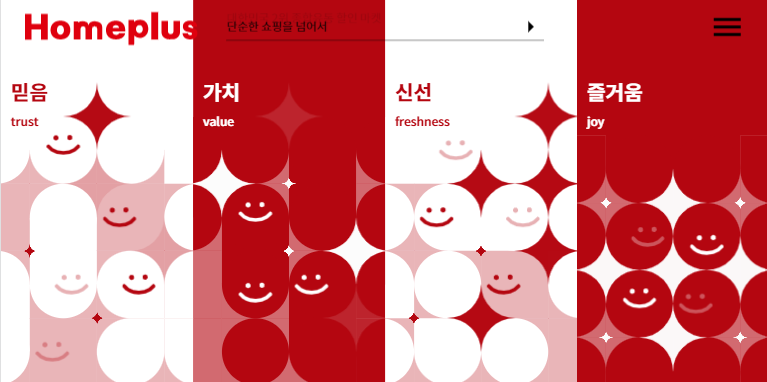 Homeplus
단순한 쇼핑을 넘어서
믿음
trust
가치
value
신선
freshness
즐거움
joy